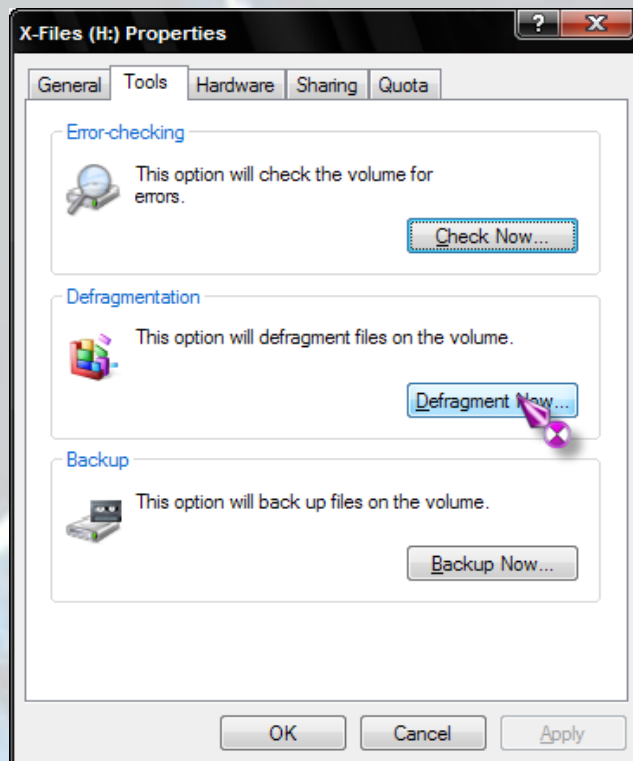 X-Files (H:) Properties
?
General Tools Hardware Sharing Quota
Error-checking
This option will check the volume for
errors.
Check Now...
Defragmentation
This option will defragment files on the volume.
Defragment Now...
Backup
This option will back up files on the volume.
Backup Now...
OK Cancel Apply